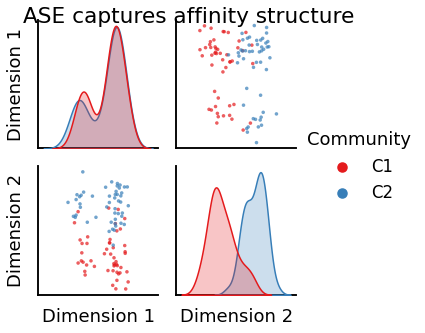 ASE captures affinity structure
Dimension 1
Dimension 2
Dimension 1
Dimension 2
Community
C1
C2